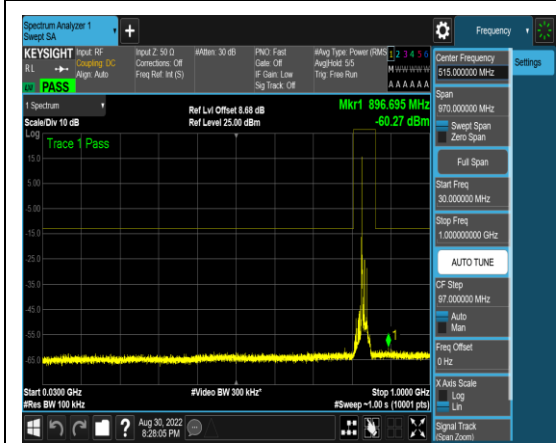 Spectrum Analyzer 1
Swept SA
Frequency
KEYSIGHT
RL
PASS
Input: RF
Coupling: DC
Align: Auto
Input Z: 50 Ω
Corrections: Off
Freq Ref: Int (S)
#Atten: 30 dB
PNO: Fast
Gate: Off
IF Gain: Low
Sig Track: Off
#Avg Type: Power (RMS
Avg|Hold: 5/5
Trig: Free Run
1 2 3 4 5 6
M W W W W W
A A A A A A
1 Spectrum
Scale/Div 10 dB
Ref Lvl Offset 8.68 dB
Ref Level 25.00 dBm
Mkr1 896.695 MHz
-60.27 dBm
Log
Trace 1 Pass
15.0
5.00
-5.00
-15.0
-25.0
-35.0
-45.0
-55.0
-65.0
1
Start 0.0300 GHz
#Res BW 100 kHz
#Video BW 300 kHz*
Stop 1.0000 GHz
#Sweep ~1.00 s (10001 pts)
Center Frequency
515.000000 MHz
Settings
Span
970.000000 MHz
Swept Span
Zero Span
Full Span
Start Freq
30.000000 MHz
Stop Freq
1.000000000 GHz
AUTO TUNE
CF Step
97.000000 MHz
Auto
Man
Freq Offset
0 Hz
X Axis Scale
Log
Lin
Signal Track
(Span Zoom)
Aug 30, 2022
8:28:05 PM